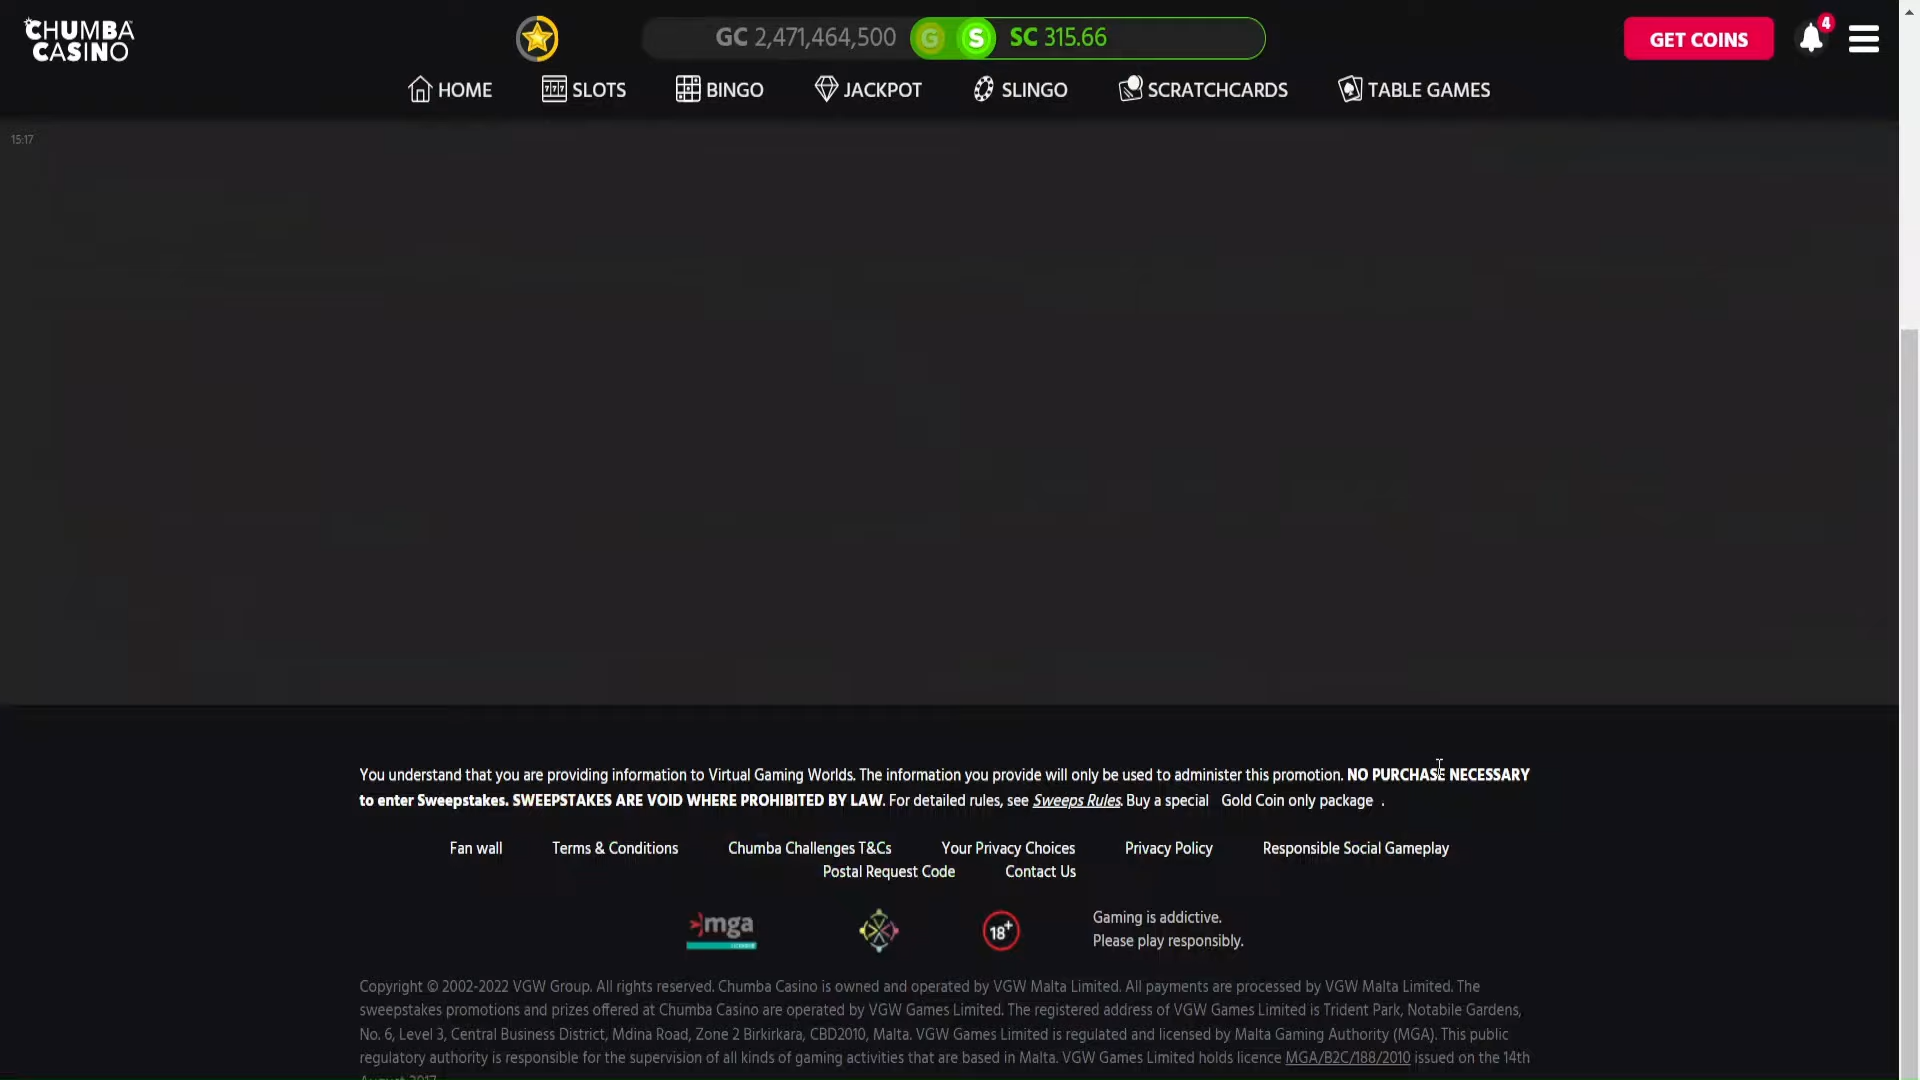 CHUMBA
CASINO
GC 2,471,464,500 G S SC 315.66
GET COINS
4
HOME SLOTS BINGO JACKPOT SLINGO SCRATCHCARDS TABLE GAMES
15:17
You understand that you are providing information to Virtual Gaming Worlds. The information you provide will only be used to administer this promotion. NO PURCHASE NECESSARY
to enter Sweepstakes. SWEEPSTAKES ARE VOID WHERE PROHIBITED BY LAW. For detailed rules, see Sweeps Rules. Buy a special Gold Coin only package .
Fan wall Terms & Conditions Chumba Challenges T&Cs Your Privacy Choices Privacy Policy Responsible Social Gameplay
Postal Request Code Contact Us
mga
18+
Gaming is addictive.
Please play responsibly.
Copyright © 2002-2022 VGW Group. All rights reserved. Chumba Casino is owned and operated by VGW Malta Limited. All payments are processed by VGW Malta Limited. The
sweepstakes promotions and prizes offered at Chumba Casino are operated by VGW Games Limited. The registered address of VGW Games Limited is Trident Park, Notabile Gardens,
No. 6, Level 3, Central Business District, Mdina Road, Zone 2 Birkirkara, CBD2010, Malta. VGW Games Limited is regulated and licensed by Malta Gaming Authority (MGA). This public
regulatory authority is responsible for the supervision of all kinds of gaming activities that are based in Malta. VGW Games Limited holds licence MGA/B2C/188/2010 issued on the 14th
August 2017